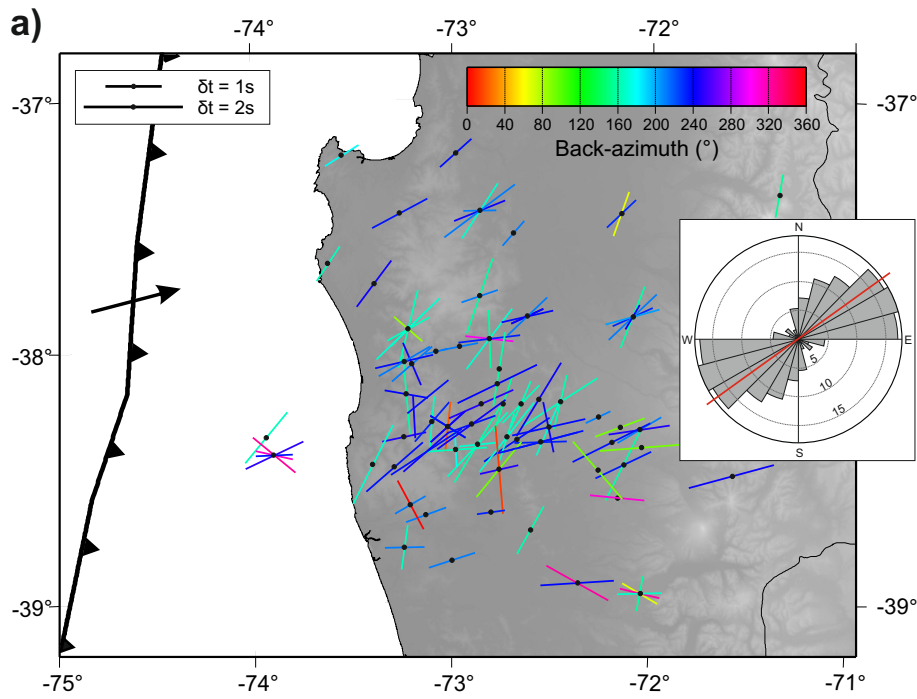 a)
-74° -73° -72°
δt = 1s
δt = 2s
-37° -37°
0 40 80 120 160 200 240 280 320 360
Back-azimuth (°)
N
W E
5
10
15
S
-38°
-39° -39°
-75° -74° -73° -72° -71°